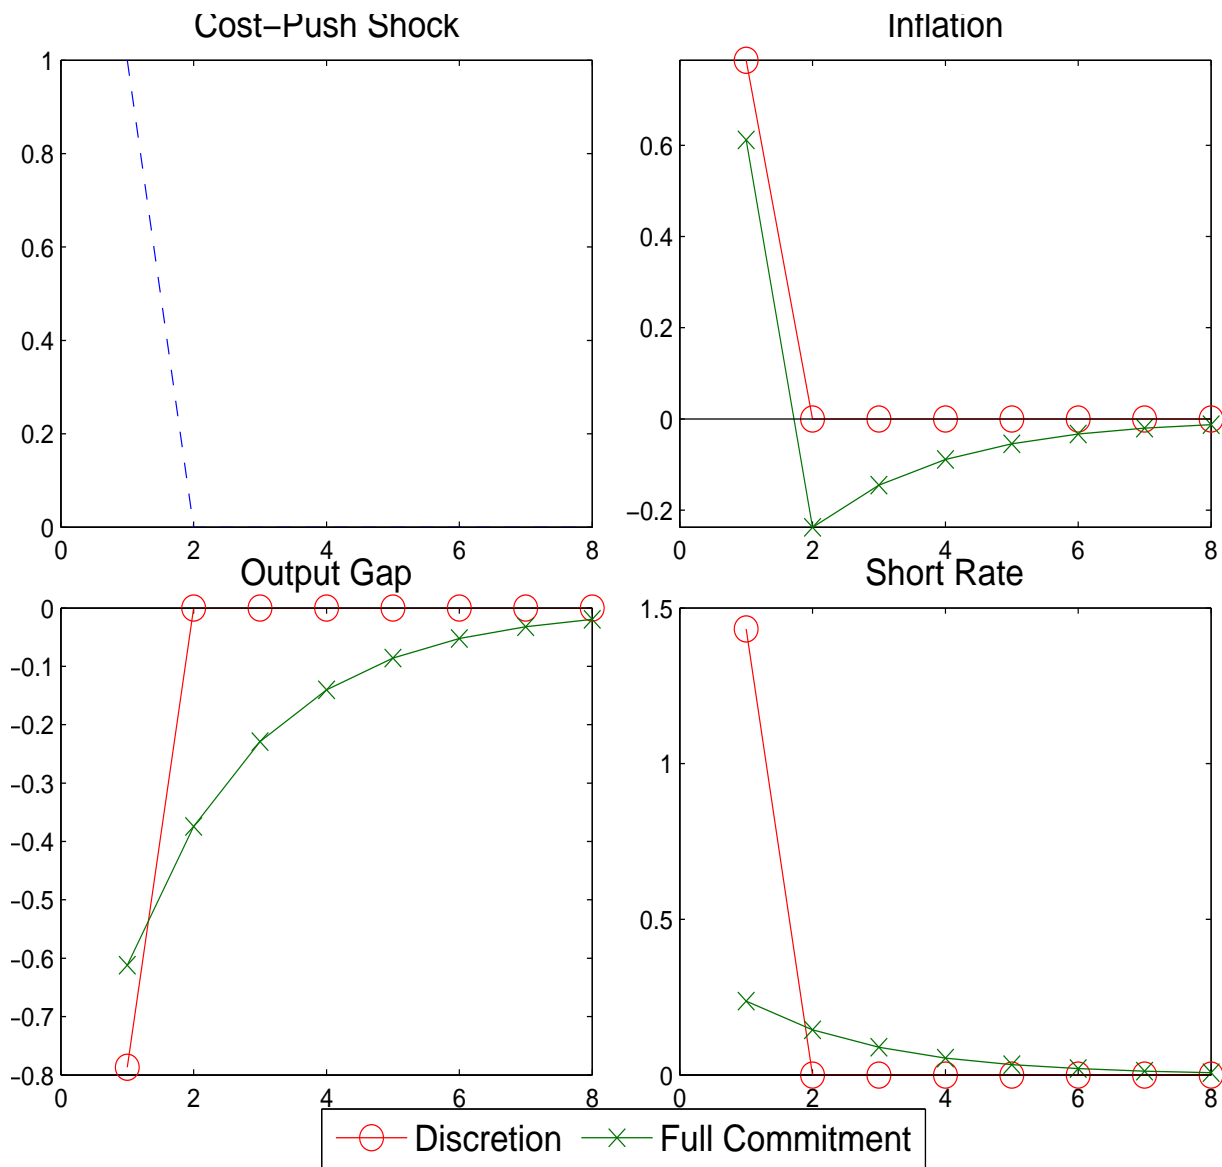 Cost−Push Shock
1
0.8
0.6
0.4
0.2
0
0 2 4 6 8
Inflation
0.6
0.4
0.2
0
−0.2
0 2 4 6 8
Output Gap
0
−0.1
−0.2
−0.3
−0.4
−0.5
−0.6
−0.7
−0.8
0 2 4 6 8
Short Rate
1.5
1
0.5
0
0 2 4 6 8
Discretion Full Commitment